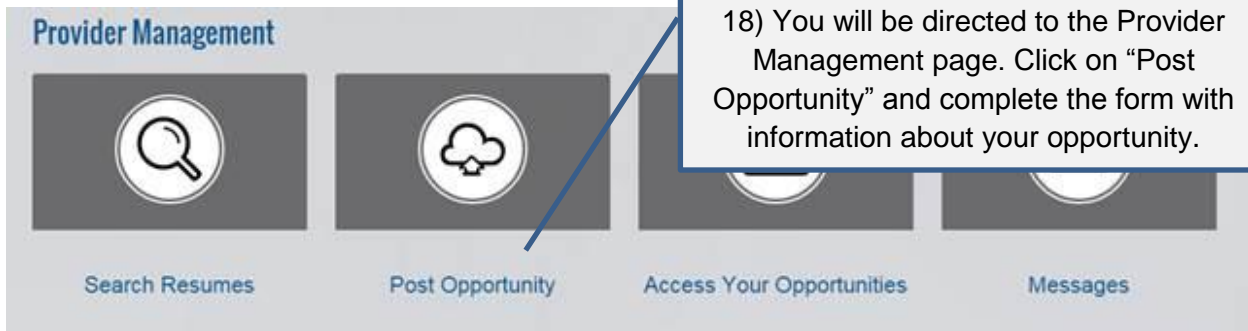 Provider Management
18) You will be directed to the Provider
Management page. Click on “Post
Opportunity” and complete the form with
information about your opportunity.
Search Resumes
Post Opportunity
Access Your Opportunities
Messages